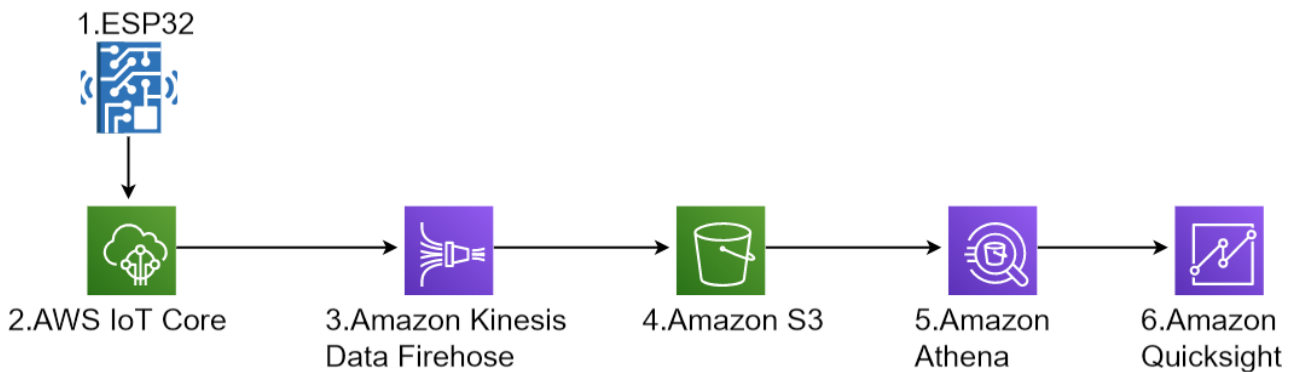 1.ESP32
2.AWS IoT Core
3.Amazon Kinesis
Data Firehose
4.Amazon S3
5.Amazon
Athena
6.Amazon
Quicksight